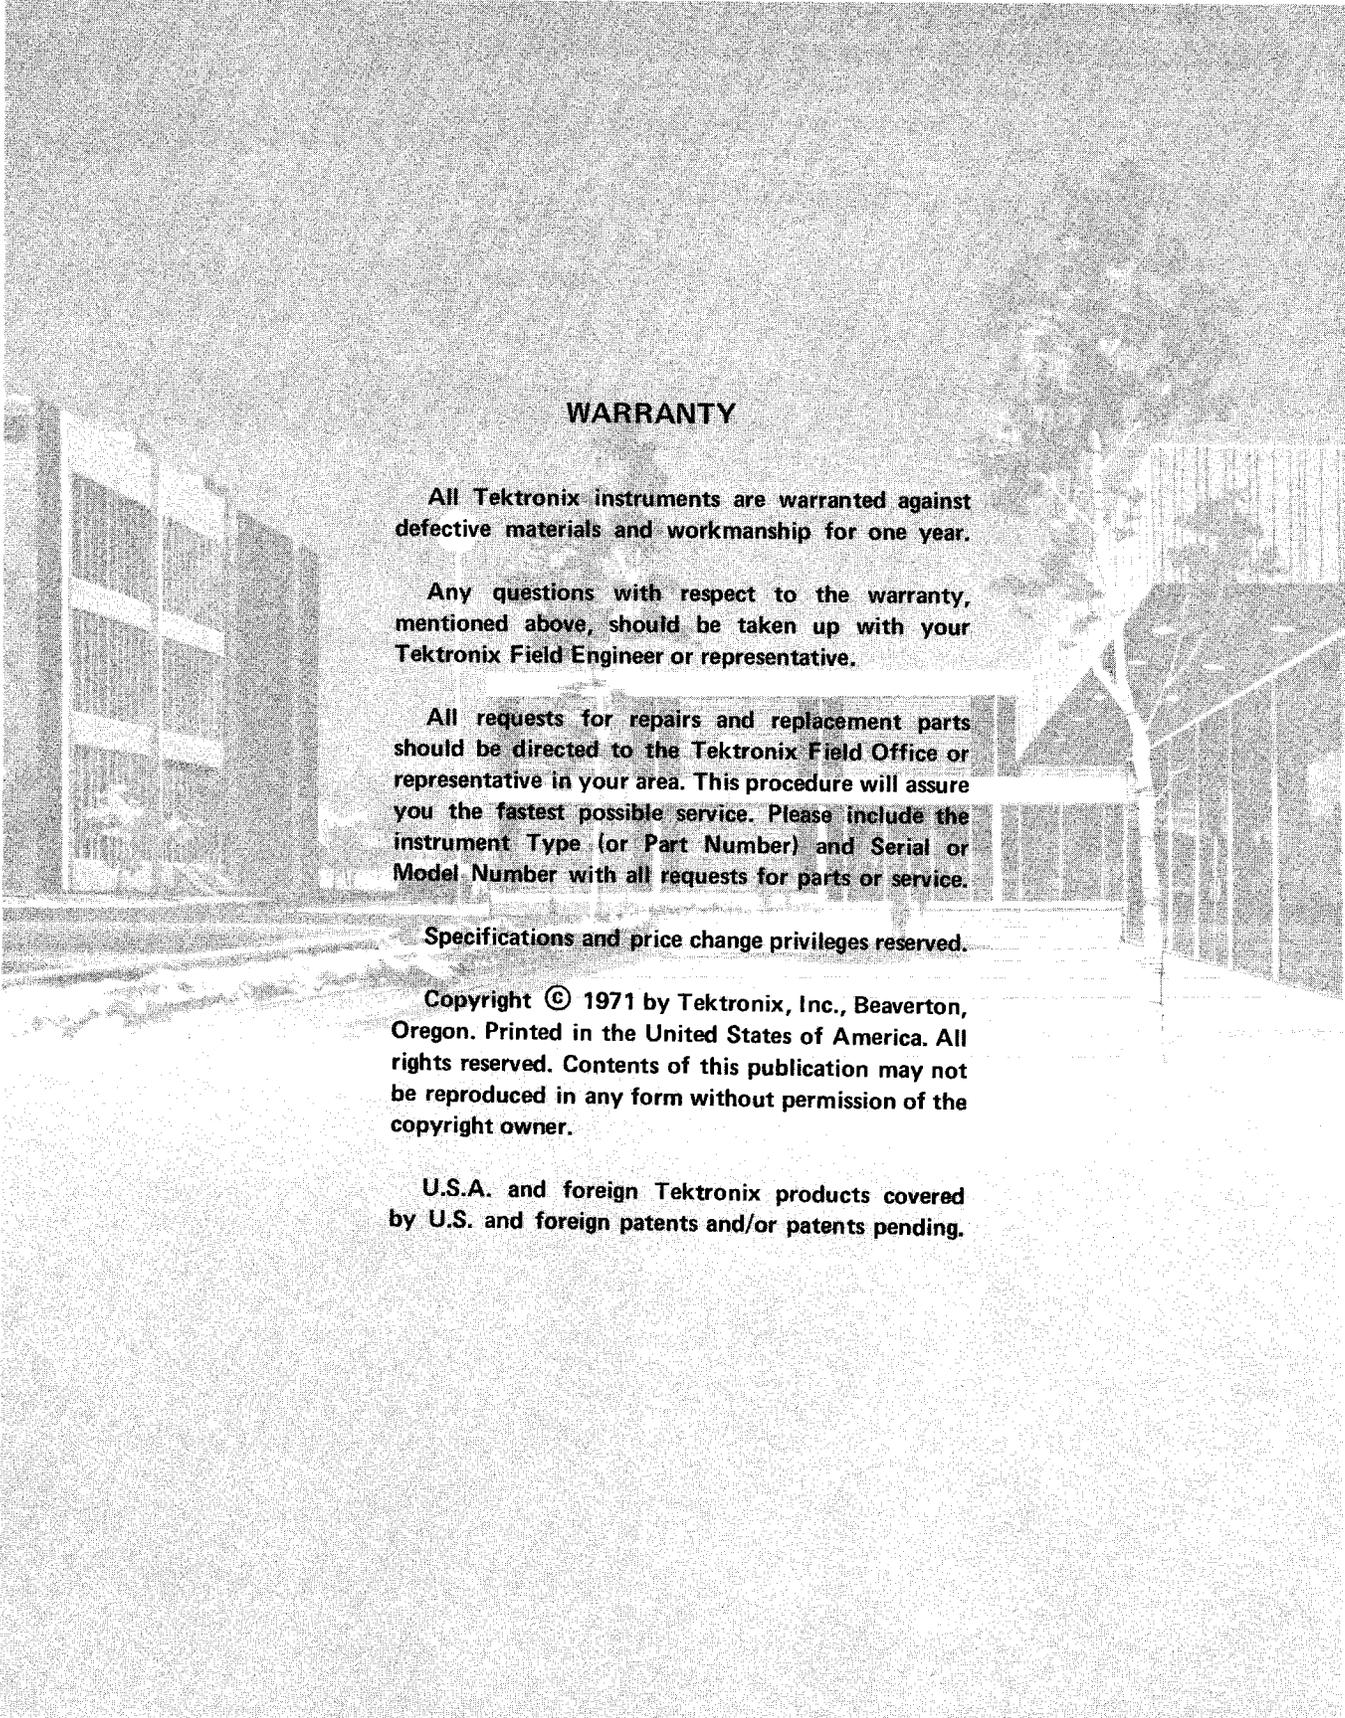 WARRANTY
All Tektronix instruments are warranted against
defective materials and workmanship for one year.
Any questions with respect to the warranty,
mentioned above, should be taken up with your
Tektronix Field Engineer or representative.
All requests for repairs and replacement parts
should be directed to the Tektronix Field Office or
representative in your area. This procedure will assure
you the fastest possible service. Please include the
instrument Type (or Part Number) and Serial or
Model Number with all requests for parts or service.
Specifications and price change privileges reserved.
Copyright © 1971 by Tektronix, Inc., Beaverton,
Oregon. Printed in the United States of America. All
rights reserved. Contents of this publication may not
be reproduced in any form without permission of the
copyright owner.
U.S.A. and foreign Tektronix products covered
by U.S. and foreign patents and/or patents pending.